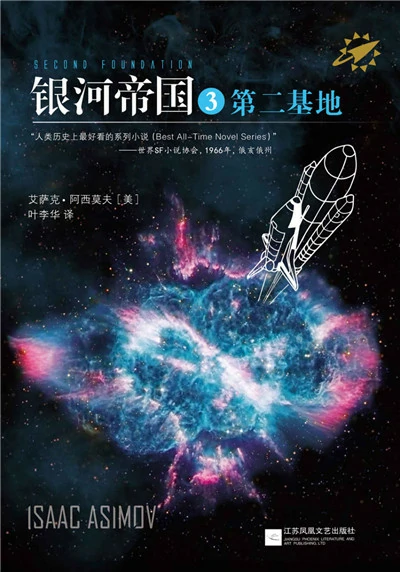 SECOND FOUNDATION
银河帝国3第二基地
“人类历史上最好看的系列小说（Best All-Time Novel Series）”
——世界SF小说协会，1966年，俄亥俄州
艾萨克·阿西莫夫［美］
叶李华 译
ISAAC ASIMOV
江苏凤凰文艺出版社
JIANGSU PHOENIX LITERATURE AND
ART PUBLISHING, LTD